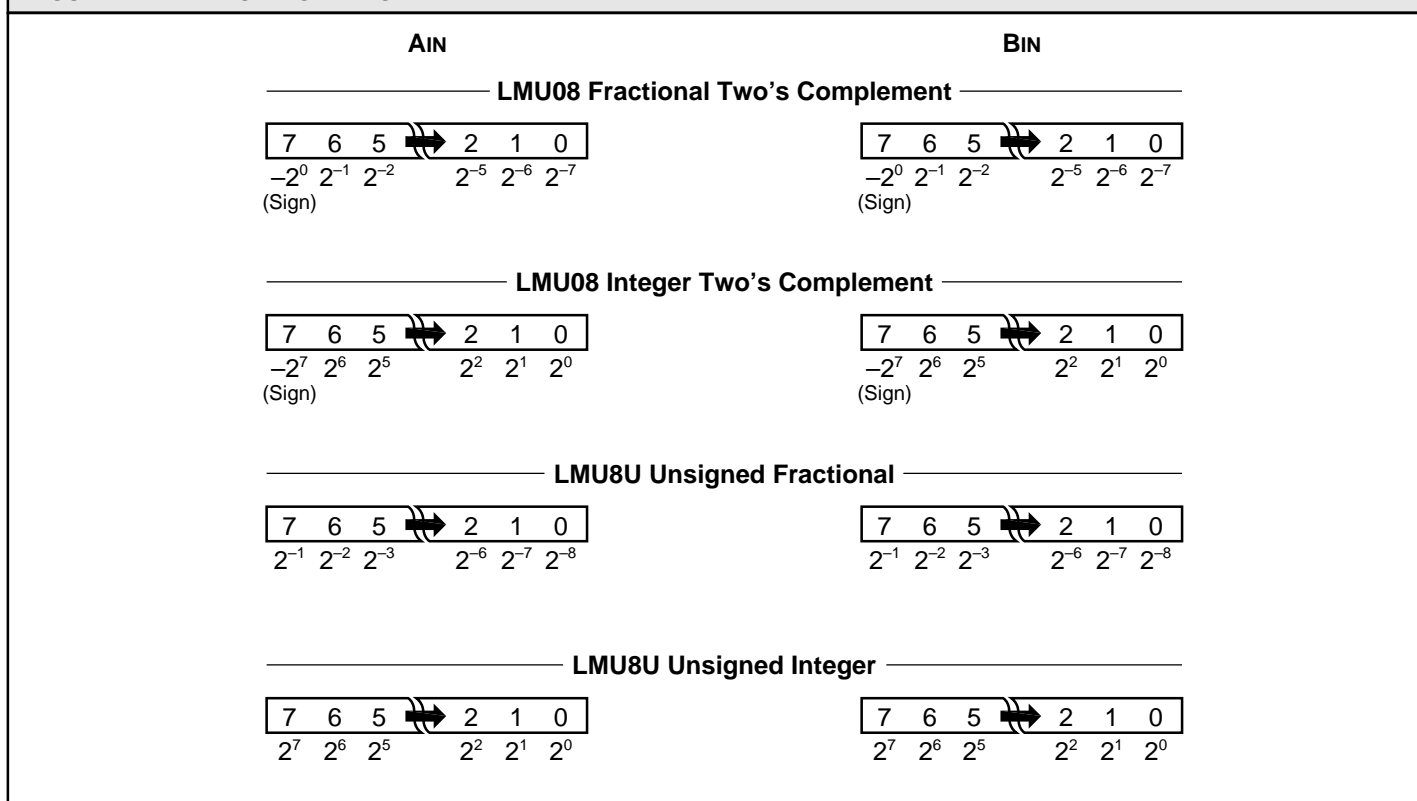 AIN BIN
LMU08 Fractional Two's Complement
7 6 5 2 1 0 7 6 5 2 1 0
–2⁰ 2⁻¹ 2⁻² 2⁻⁵ 2⁻⁶ 2⁻⁷ –2⁰ 2⁻¹ 2⁻² 2⁻⁵ 2⁻⁶ 2⁻⁷
(Sign) (Sign)
LMU08 Integer Two's Complement
7 6 5 2 1 0 7 6 5 2 1 0
–2⁷ 2⁶ 2⁵ 2² 2¹ 2⁰ –2⁷ 2⁶ 2⁵ 2² 2¹ 2⁰
(Sign) (Sign)
LMU8U Unsigned Fractional
7 6 5 2 1 0 7 6 5 2 1 0
2⁻¹ 2⁻² 2⁻³ 2⁻⁶ 2⁻⁷ 2⁻⁸ 2⁻¹ 2⁻² 2⁻³ 2⁻⁶ 2⁻⁷ 2⁻⁸
LMU8U Unsigned Integer
7 6 5 2 1 0 7 6 5 2 1 0
2⁷ 2⁶ 2⁵ 2² 2¹ 2⁰ 2⁷ 2⁶ 2⁵ 2² 2¹ 2⁰